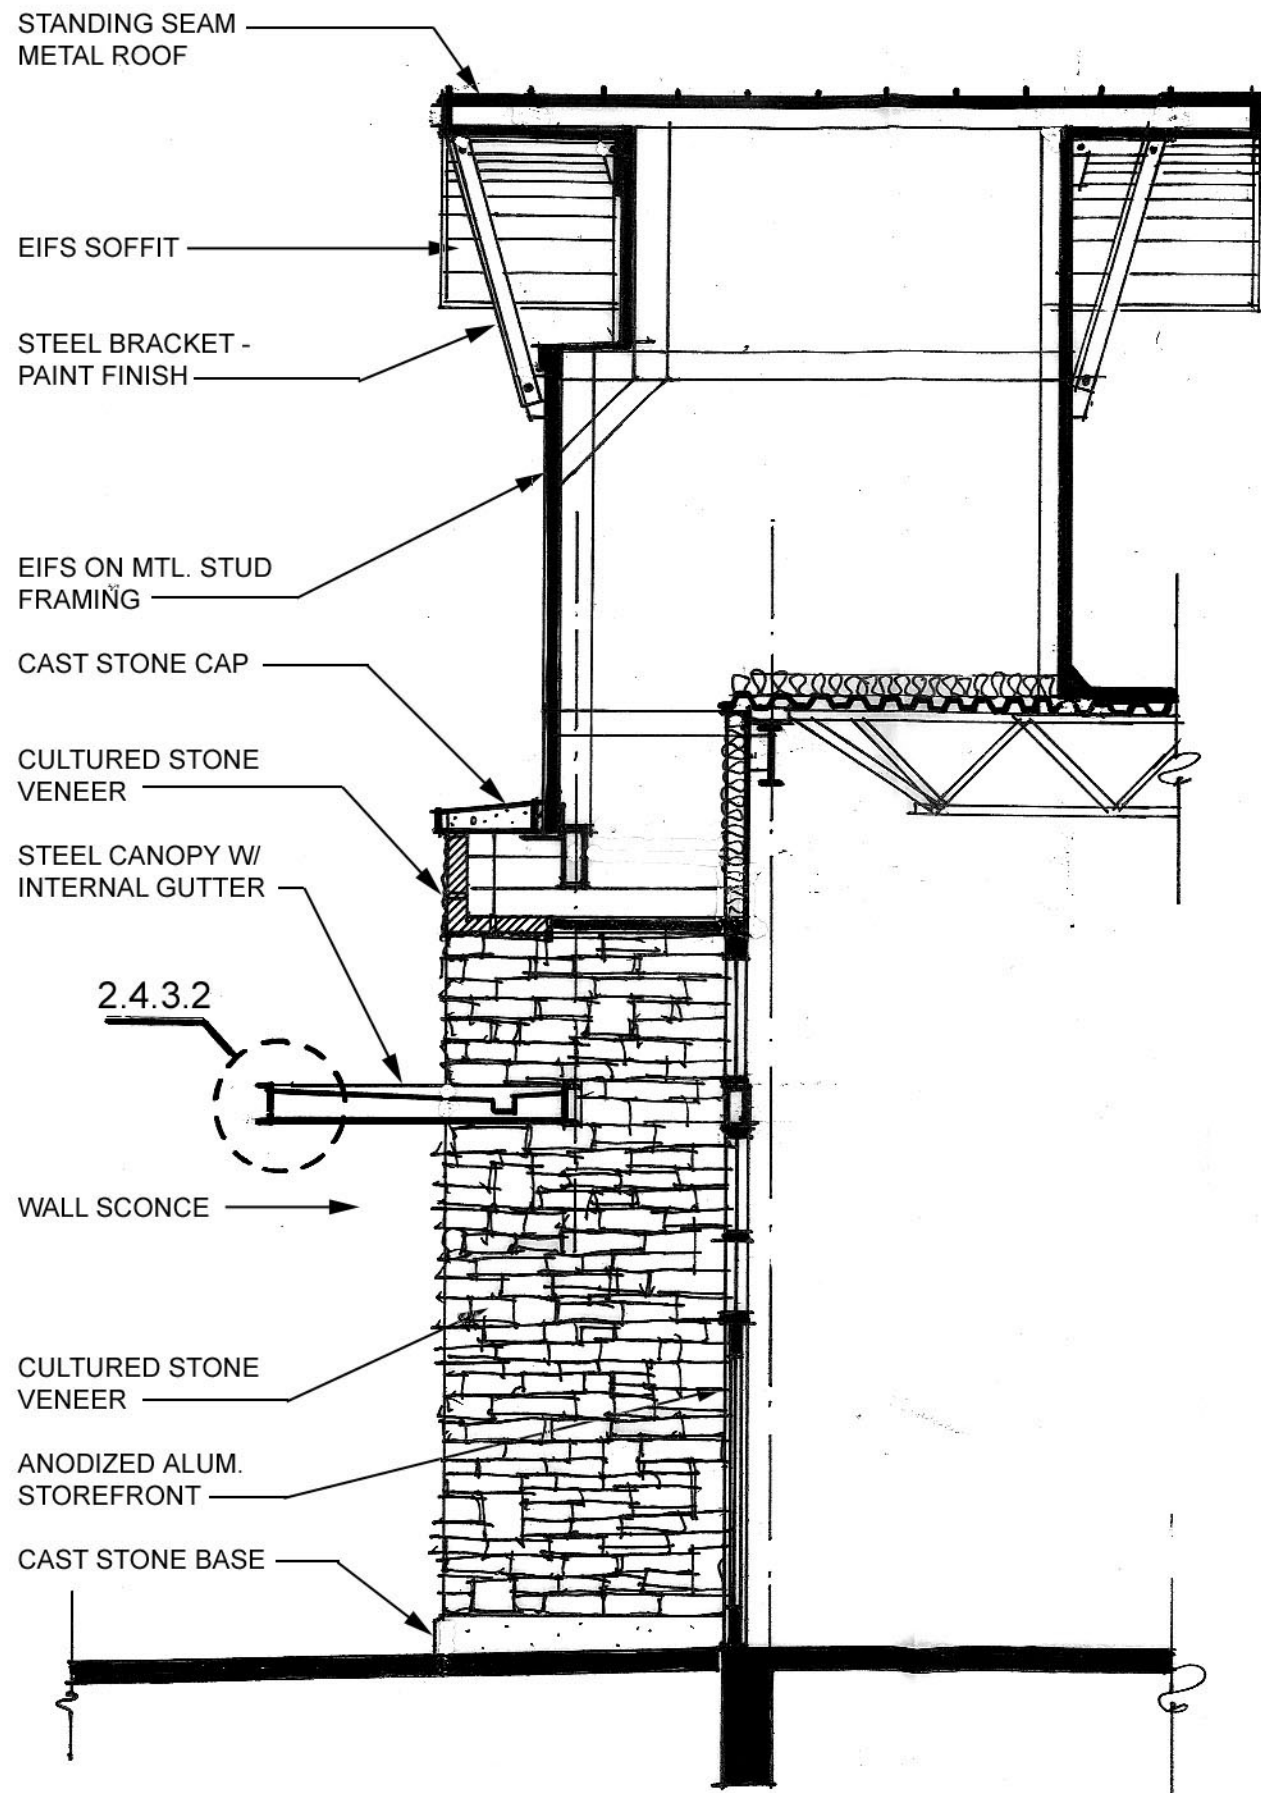 STANDING SEAM
METAL ROOF
EIFS SOFFIT
STEEL BRACKET -
PAINT FINISH
EIFS ON MTL. STUD
FRAMING
CAST STONE CAP
CULTURED STONE
VENEER
STEEL CANOPY W/
INTERNAL GUTTER
2.4.3.2
WALL SCONCE
CULTURED STONE
VENEER
ANODIZED ALUM.
STOREFRONT
CAST STONE BASE